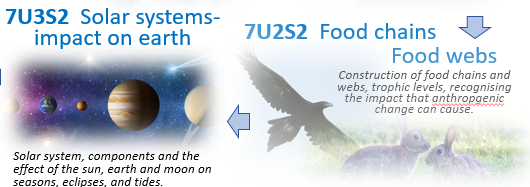 7U3S2  Solar systems-
impact on earth
Solar system, components and the
effect of the sun, earth and moon on
seasons, eclipses, and tides.
7U2S2  Food chains
Food webs
Construction of food chains and
webs, trophic levels, recognising
the impact that anthropgenic
change can cause.